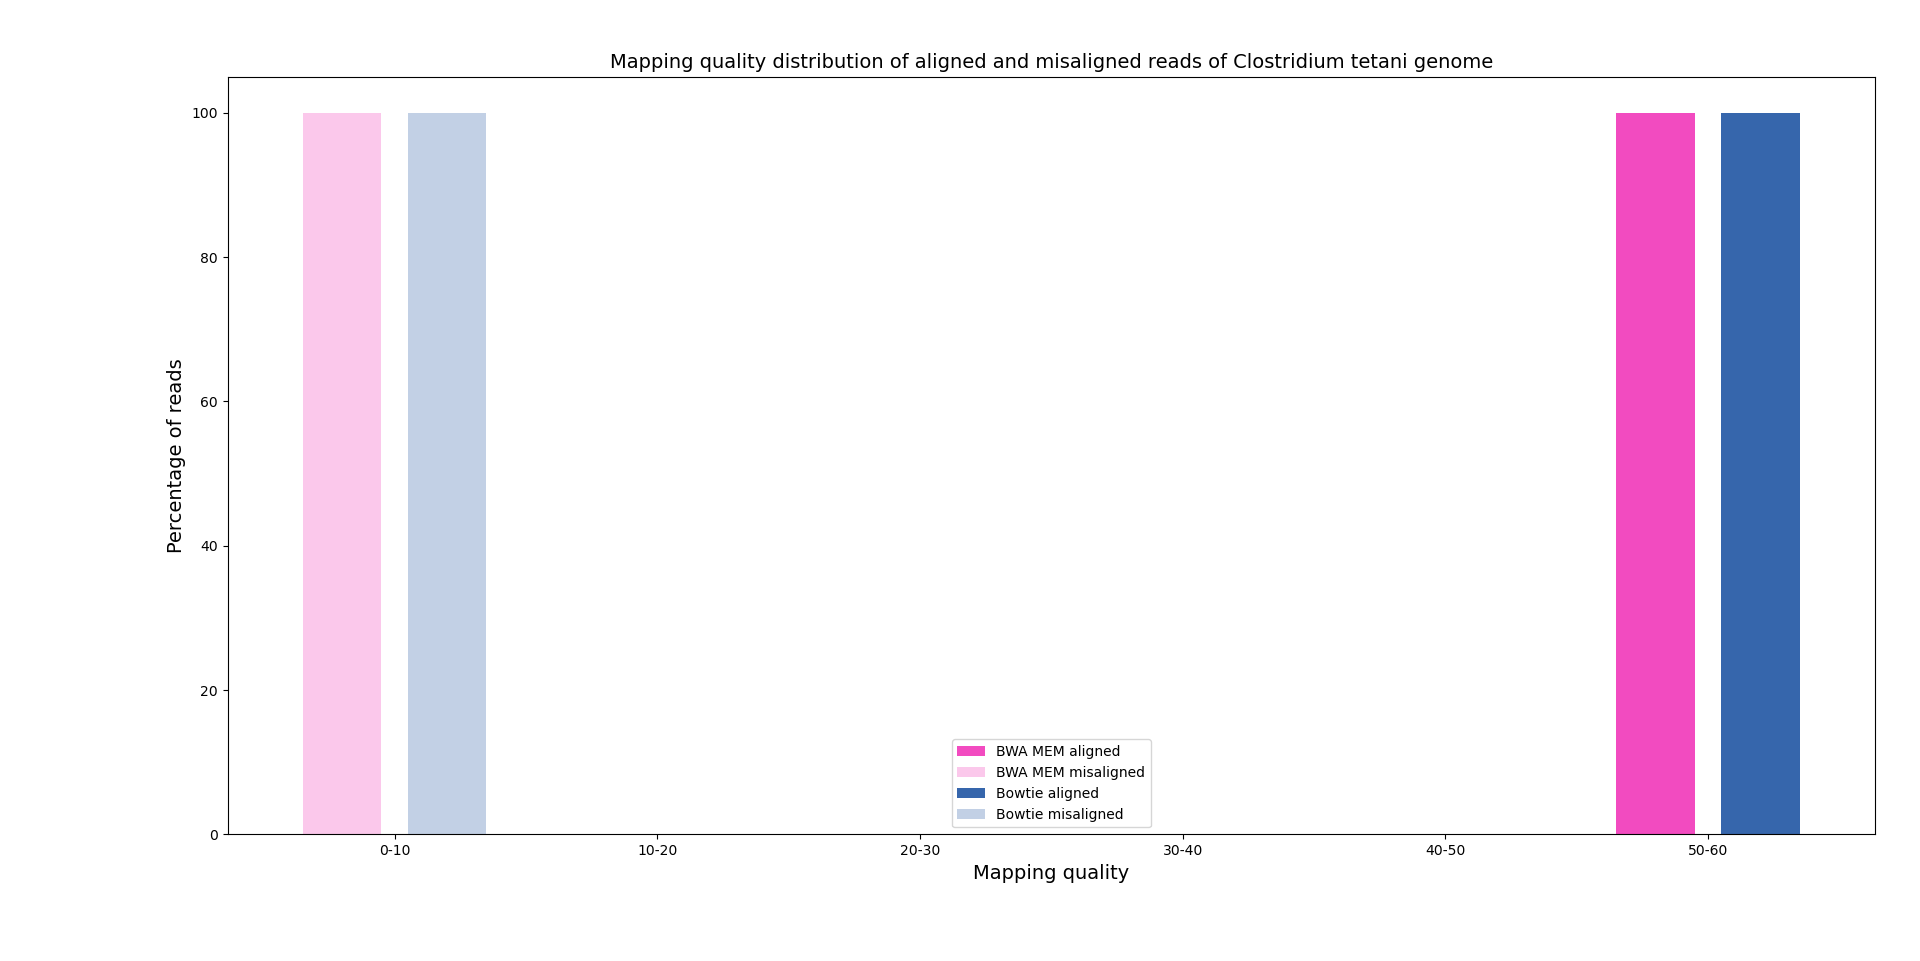 Mapping quality distribution of aligned and misaligned reads of Clostridium tetani genome
Percentage of reads
100
80
60
40
20
0
BWA MEM aligned
BWA MEM misaligned
Bowtie aligned
Bowtie misaligned
0-10 10-20 20-30 30-40 40-50 50-60
Mapping quality